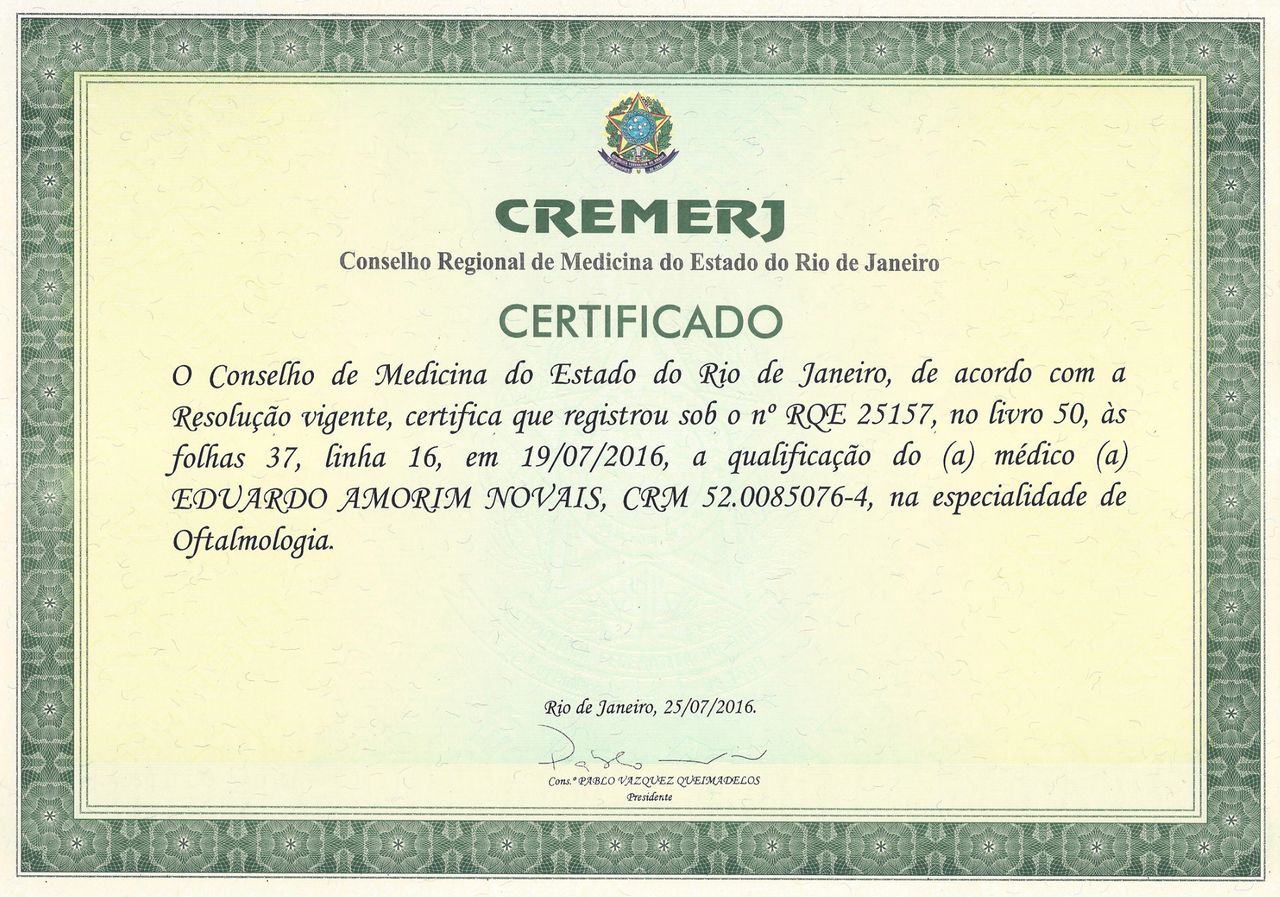 CREMERJ
Conselho Regional de Medicina do Estado do Rio de Janeiro
CERTIFICADO
O Conselho de Medicina do Estado do Rio de Janeiro, de acordo com a
Resolução vigente, certifica que registrou sob o nº RQE 25157, no livro 50, às
folhas 37, linha 16, em 19/07/2016, a qualificação do (a) médico (a)
EDUARDO AMORIM NOVAIS, CRM 52.0085076-4, na especialidade de
Oftalmologia.
Rio de Janeiro, 25/07/2016.
Pablo
Cons.º PABLO VAZQUEZ QUEIMADELOS
Presidente